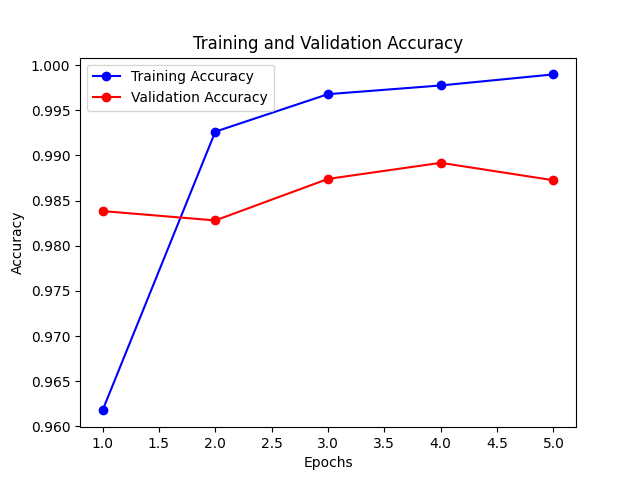 Training and Validation Accuracy
Training Accuracy
Validation Accuracy
Accuracy
1.000
0.995
0.990
0.985
0.980
0.975
0.970
0.965
0.960
1.0 1.5 2.0 2.5 3.0 3.5 4.0 4.5 5.0
Epochs